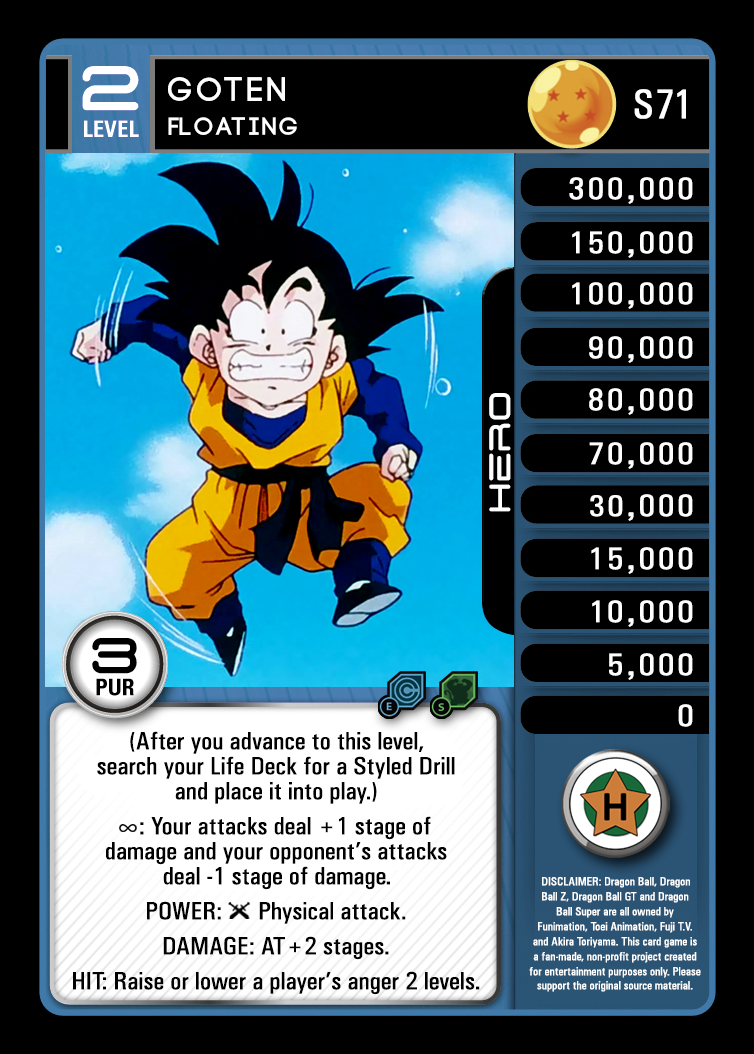 2
LEVEL
GOTEN
FLOATING
S71
300,000
150,000
100,000
90,000
80,000
70,000
30,000
15,000
10,000
5,000
0
HERO
3
PUR
E
S
(After you advance to this level,
search your Life Deck for a Styled Drill
and place it into play.)
∞: Your attacks deal +1 stage of
damage and your opponent's attacks
deal -1 stage of damage.
POWER: Physical attack.
DAMAGE: AT+2 stages.
HIT: Raise or lower a player's anger 2 levels.
H
DISCLAIMER: Dragon Ball, Dragon
Ball Z, Dragon Ball GT and Dragon
Ball Super are all owned by
Funimation, Toei Animation, Fuji T.V.
and Akira Toriyama. This card game is
a fan-made, non-profit project created
for entertainment purposes only. Please
support the original source material.